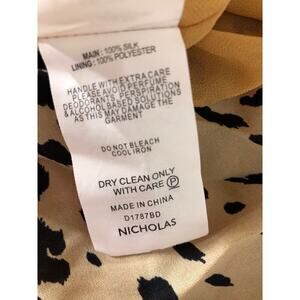 MAIN: 100% SILK
LINING: 100% POLYESTER
HANDLE WITH EXTRA CARE
PLEASE AVOID PERFUME
DEODORANTS, PERSPIRATION
& ALCOHOL BASED SOLUTIONS
AS THIS MAY DAMAGE THE
GARMENT
DO NOT BLEACH
COOL IRON
DRY CLEAN ONLY
WITH CARE Ⓟ
MADE IN CHINA
D1787BD
NICHOLAS